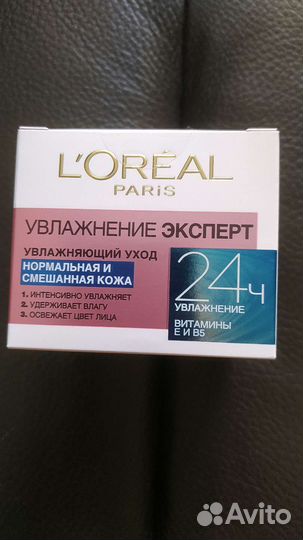 L'ORÉAL
PARIS
УВЛАЖНЕНИЕ ЭКСПЕРТ
УВЛАЖНЯЮЩИЙ УХОД
НОРМАЛЬНАЯ И
СМЕШАННАЯ КОЖА
1. ИНТЕНСИВНО УВЛАЖНЯЕТ
2. УДЕРЖИВАЕТ ВЛАГУ
3. ОСВЕЖАЕТ ЦВЕТ ЛИЦА
24Ч
УВЛАЖНЕНИЕ
ВИТАМИНЫ
Е И В5
Avito